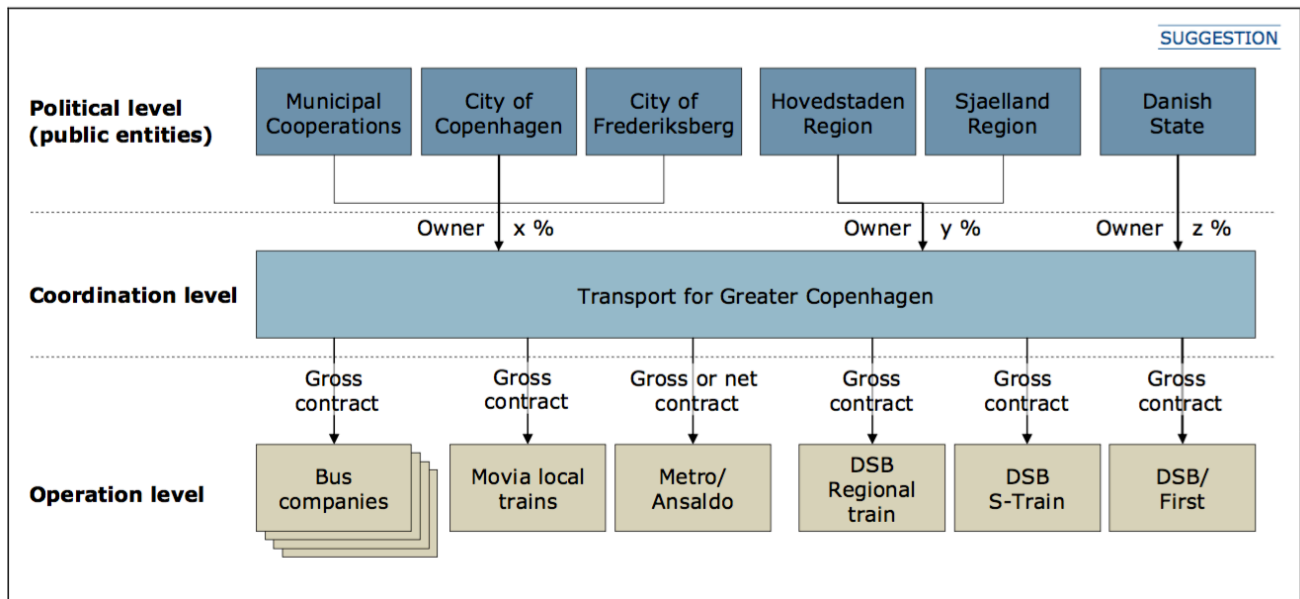 SUGGESTION
Political level
(public entities)
Municipal
Cooperations
City of
Copenhagen
City of
Frederiksberg
Hovedstaden
Region
Sjaelland
Region
Danish
State
Owner x %
Owner y %
Owner z %
Coordination level
Transport for Greater Copenhagen
Gross
contract
Gross
contract
Gross or net
contract
Gross
contract
Gross
contract
Gross
contract
Operation level
Bus
companies
Movia local
trains
Metro/
Ansaldo
DSB
Regional
train
DSB
S-Train
DSB/
First